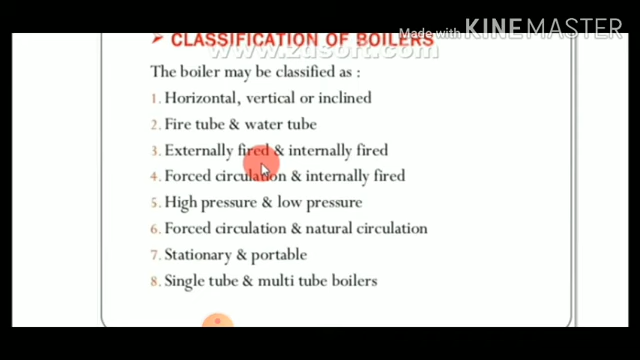 Made with KINEMASTER
➤ CLASSIFICATION OF BOILERS
www.zdsoft.com
The boiler may be classified as :
1. Horizontal, vertical or inclined
2. Fire tube & water tube
3. Externally fired & internally fired
4. Forced circulation & internally fired
5. High pressure & low pressure
6. Forced circulation & natural circulation
7. Stationary & portable
8. Single tube & multi tube boilers